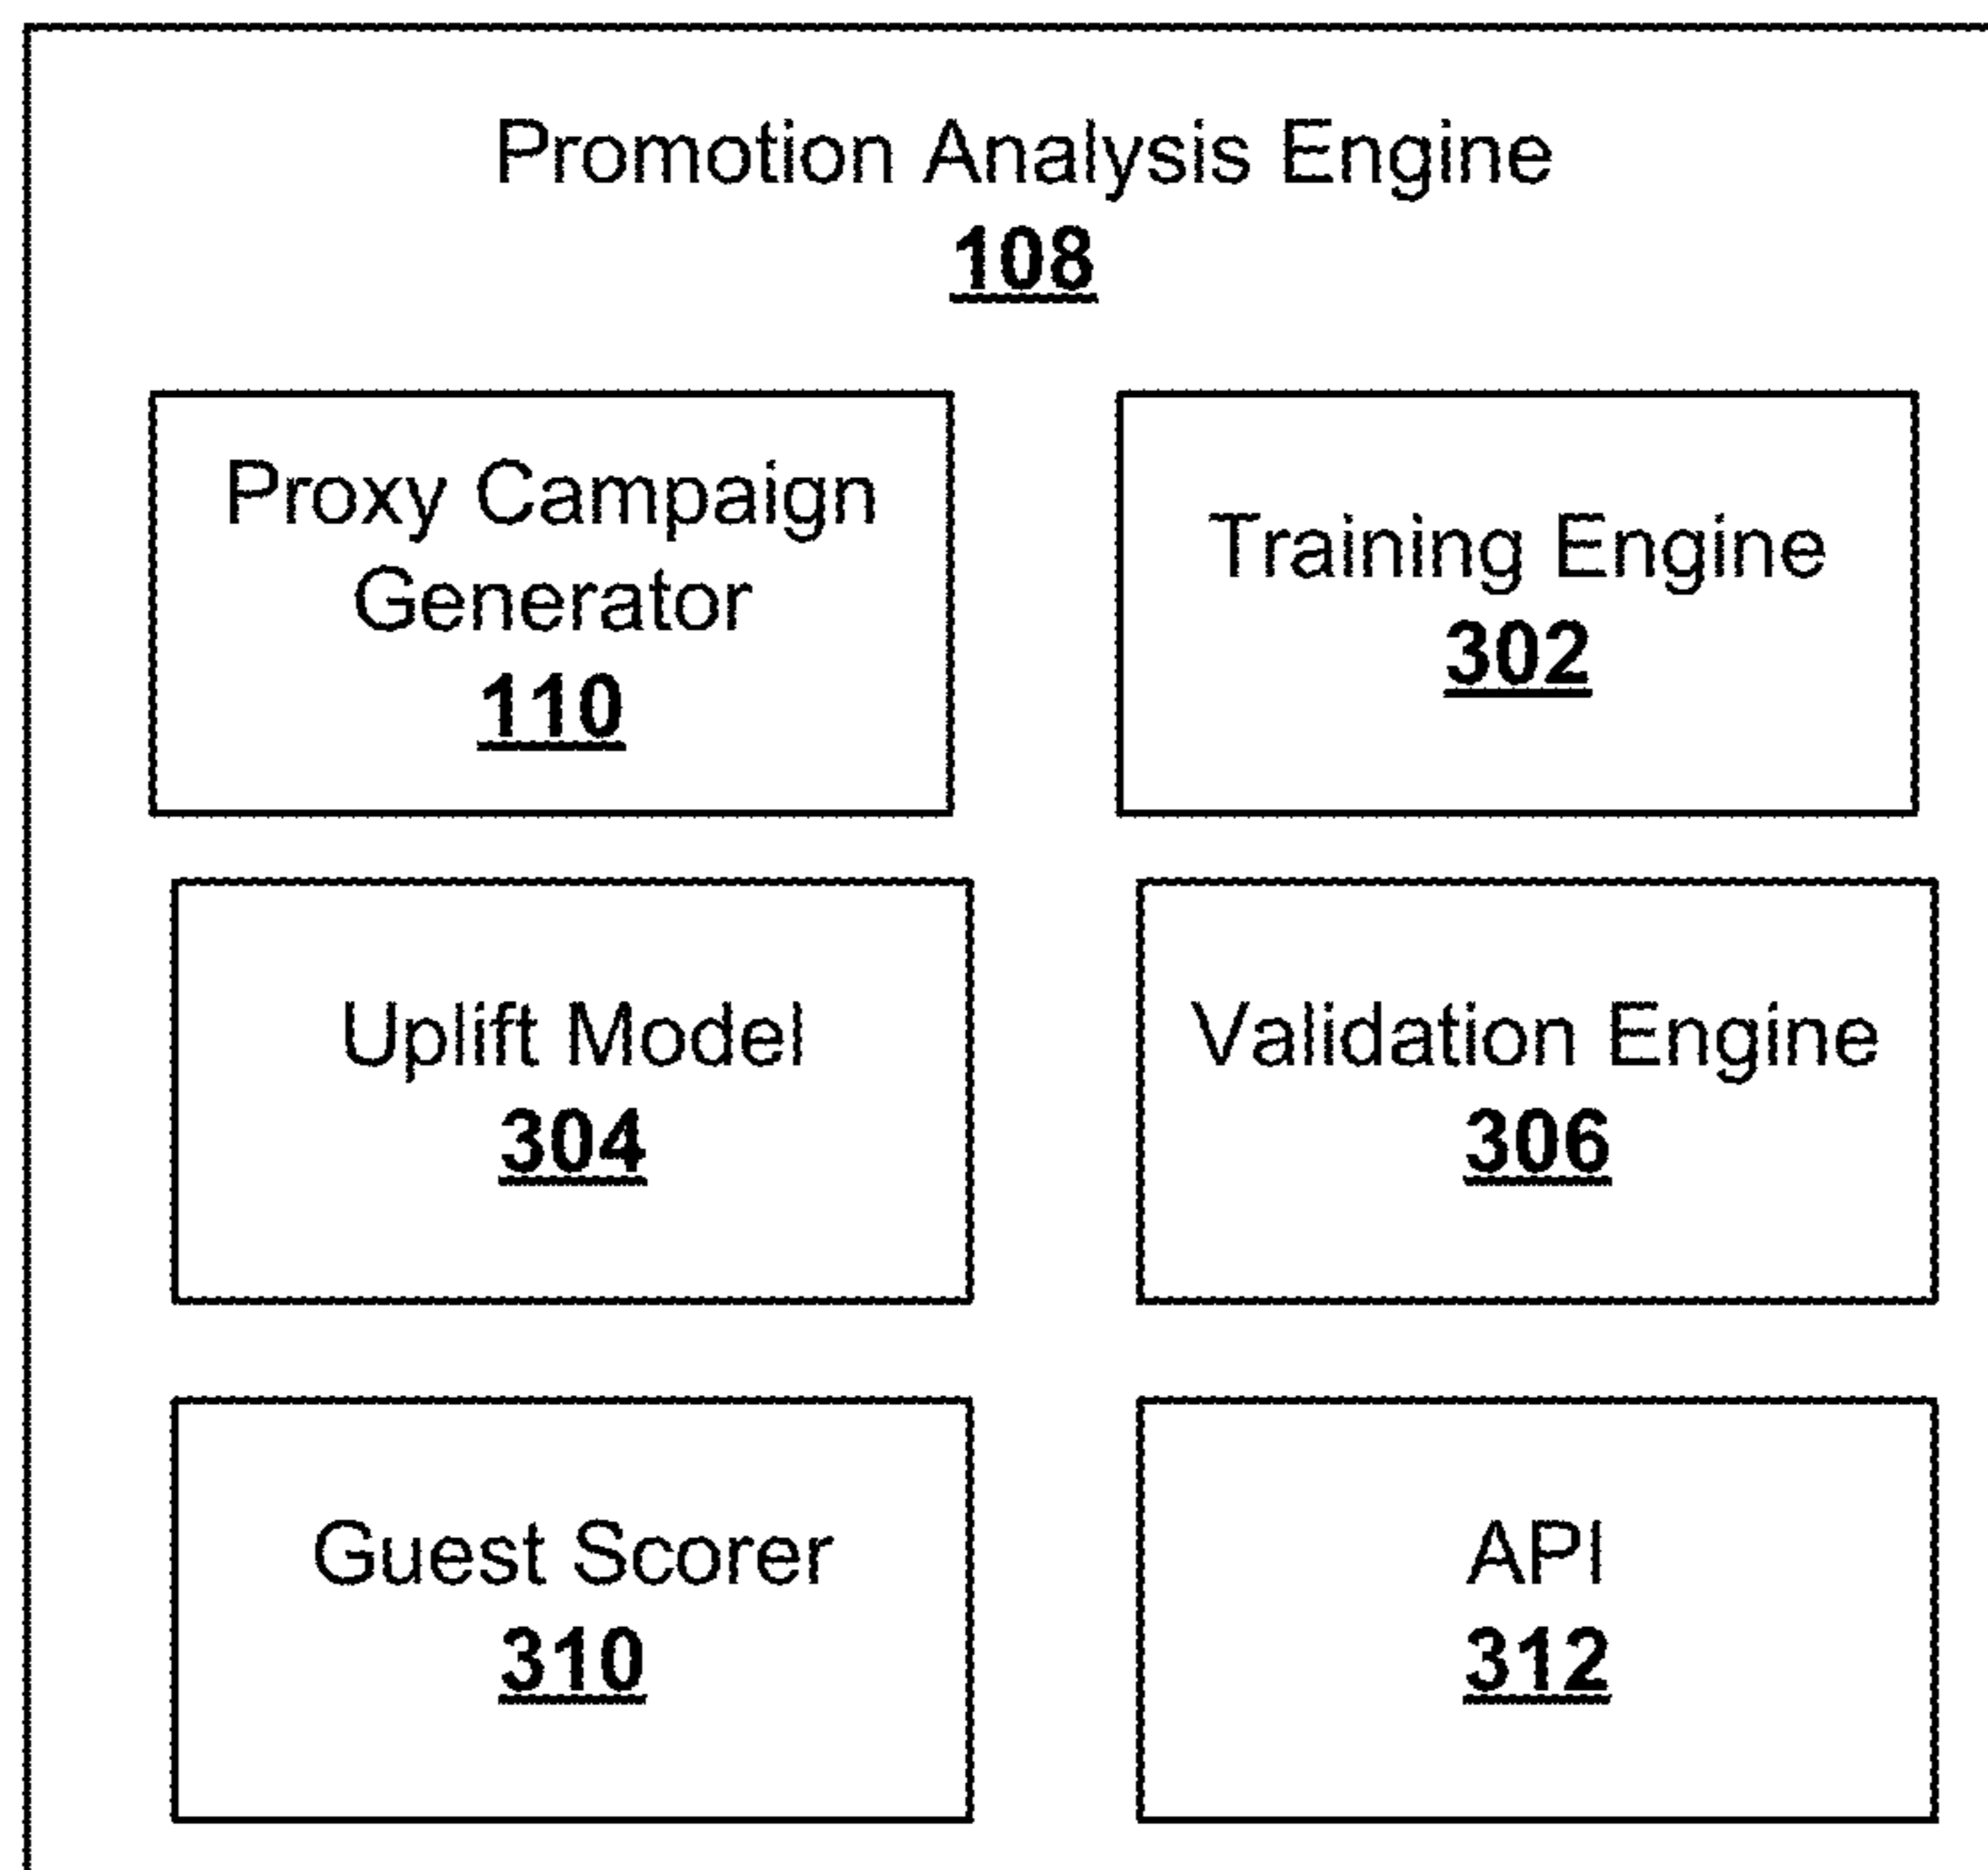 Promotion Analysis Engine
108
Proxy Campaign
Generator
110
Training Engine
302
Uplift Model
304
Validation Engine
306
Guest Scorer
310
API
312